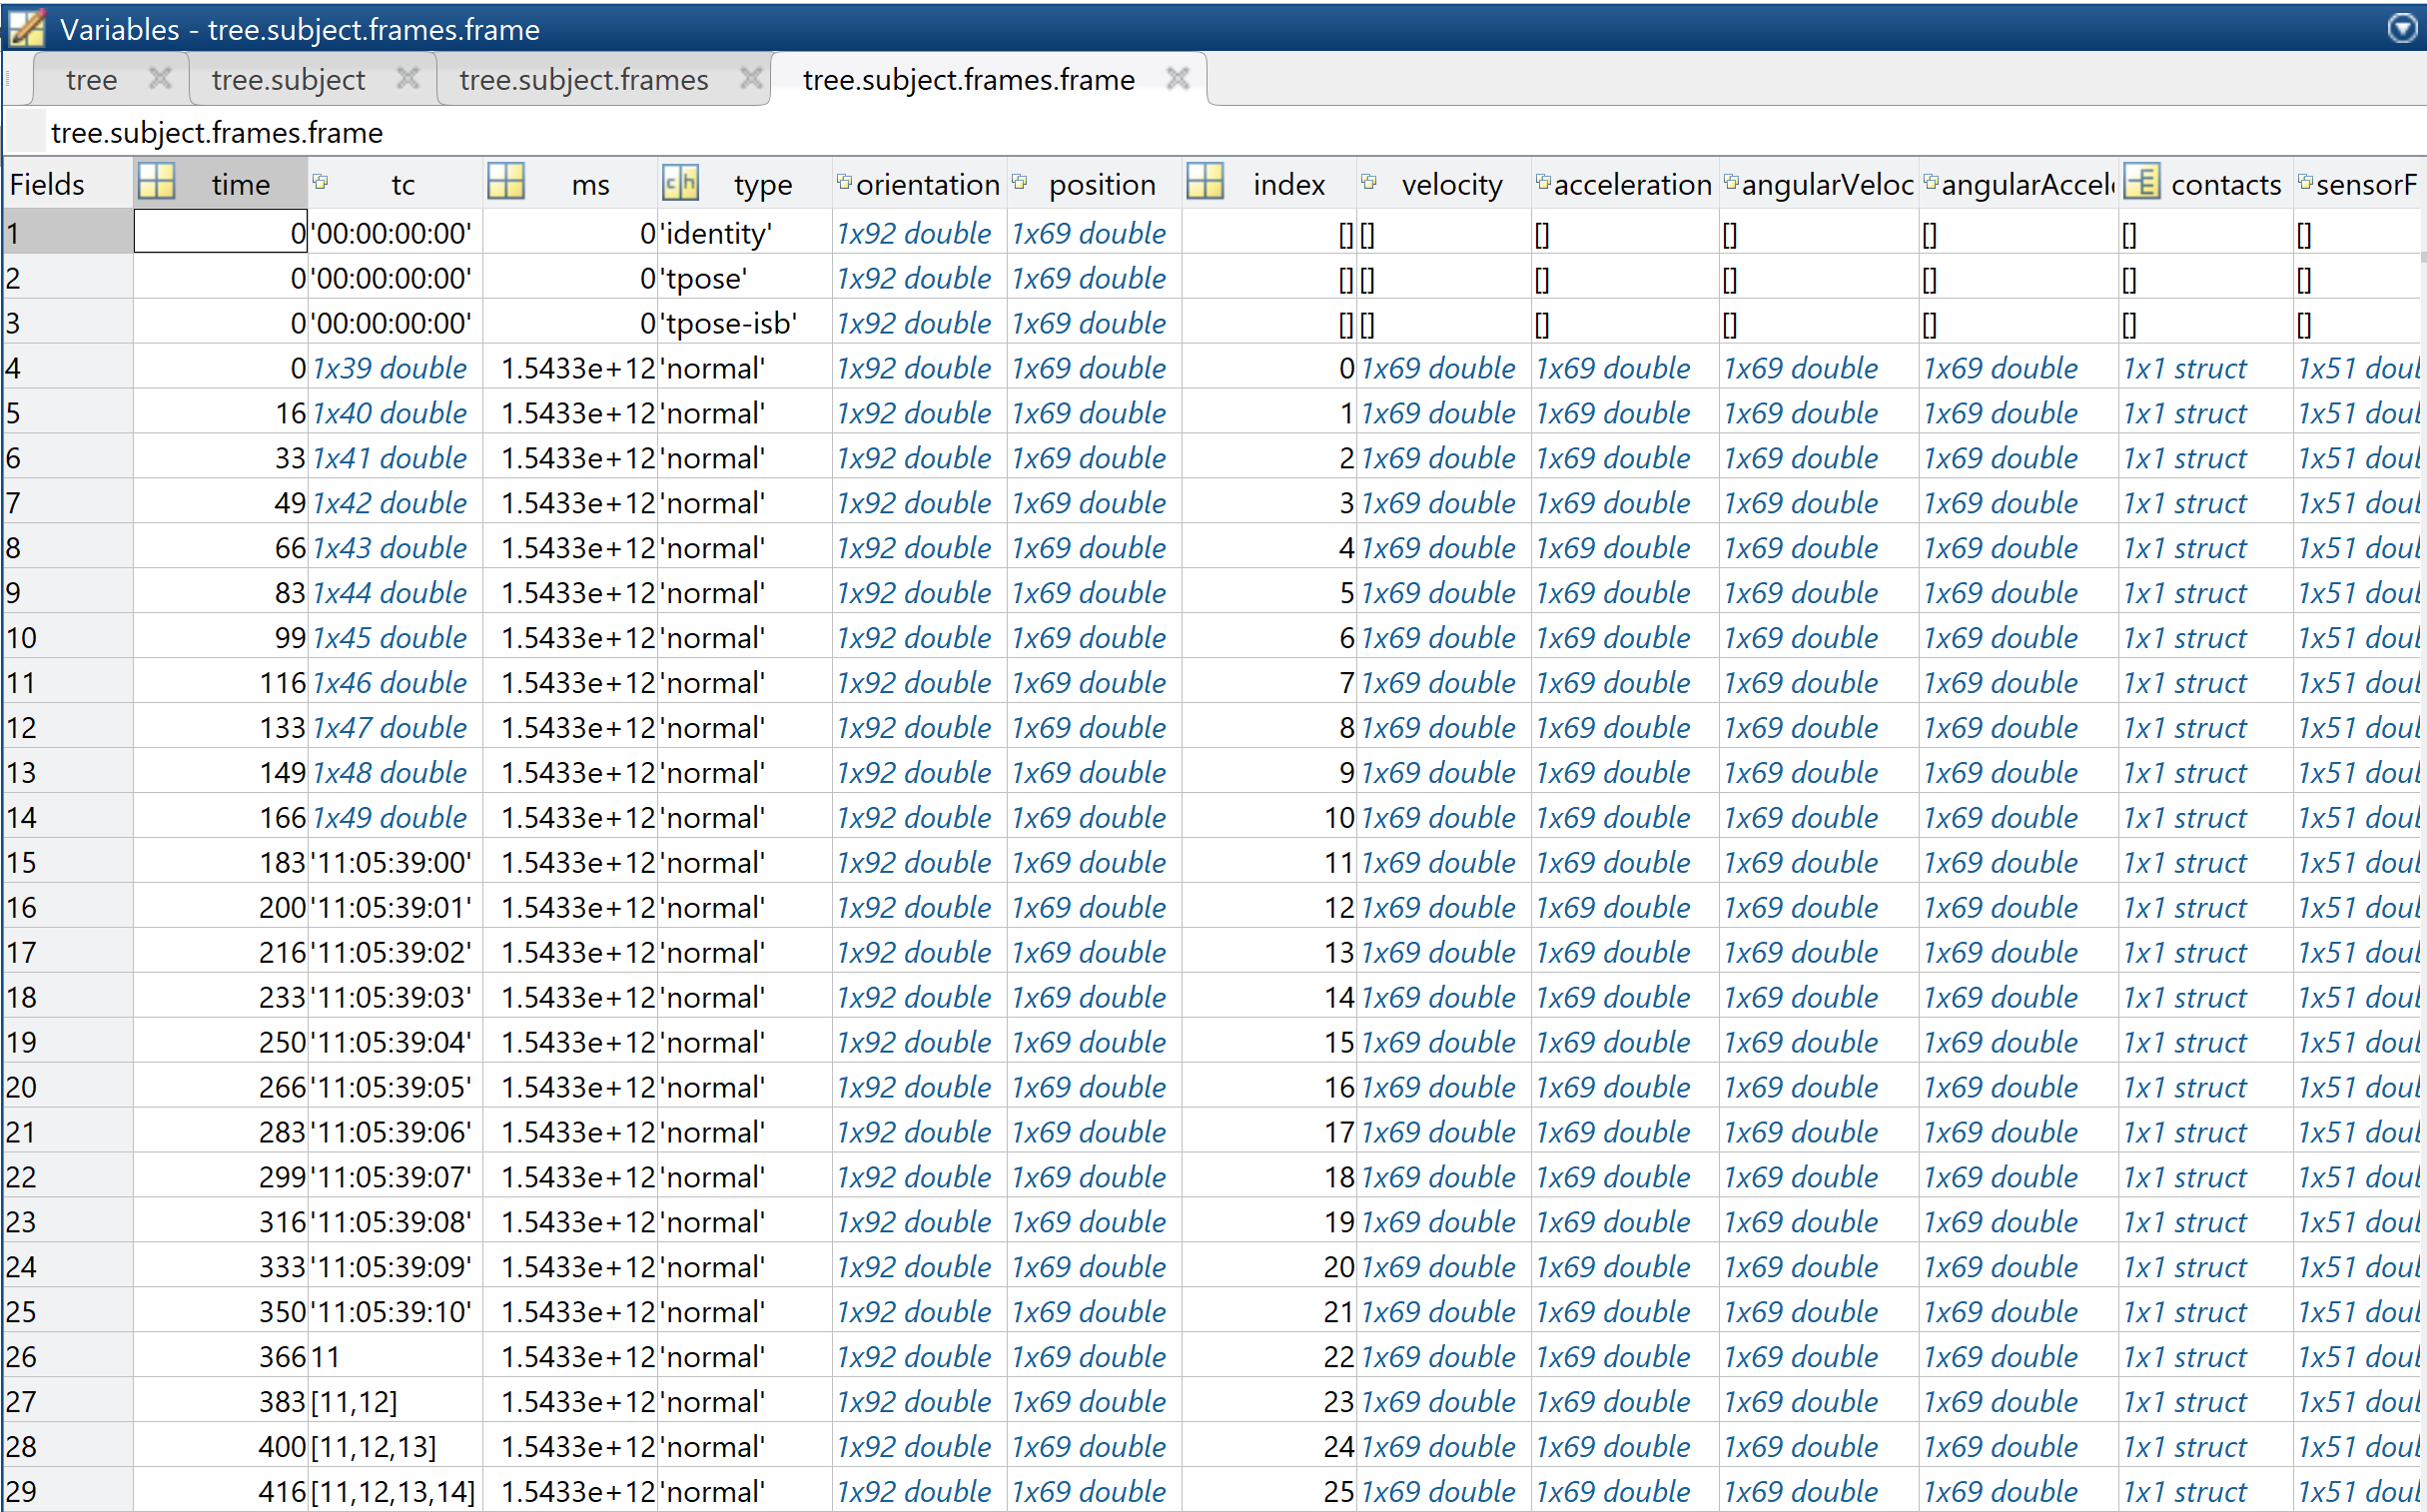 Variables - tree.subject.frames.frame
tree tree.subject tree.subject.frames tree.subject.frames.frame
tree.subject.frames.frame
Fields time tc ms type orientation position index velocity acceleration angularVeloc angularAccel contacts sensorF
1 0 '00:00:00:00' 0 'identity' 1x92 double 1x69 double [] [] [] [] [] [] []
2 0 '00:00:00:00' 0 'tpose' 1x92 double 1x69 double [] [] [] [] [] [] []
3 0 '00:00:00:00' 0 'tpose-isb' 1x92 double 1x69 double [] [] [] [] [] [] []
4 0 1x39 double 1.5433e+12 'normal' 1x92 double 1x69 double 0 1x69 double 1x69 double 1x69 double 1x69 double 1x1 struct 1x51 doul
5 16 1x40 double 1.5433e+12 'normal' 1x92 double 1x69 double 1 1x69 double 1x69 double 1x69 double 1x69 double 1x1 struct 1x51 doul
6 33 1x41 double 1.5433e+12 'normal' 1x92 double 1x69 double 2 1x69 double 1x69 double 1x69 double 1x69 double 1x1 struct 1x51 doul
7 49 1x42 double 1.5433e+12 'normal' 1x92 double 1x69 double 3 1x69 double 1x69 double 1x69 double 1x69 double 1x1 struct 1x51 doul
8 66 1x43 double 1.5433e+12 'normal' 1x92 double 1x69 double 4 1x69 double 1x69 double 1x69 double 1x69 double 1x1 struct 1x51 doul
9 83 1x44 double 1.5433e+12 'normal' 1x92 double 1x69 double 5 1x69 double 1x69 double 1x69 double 1x69 double 1x1 struct 1x51 doul
10 99 1x45 double 1.5433e+12 'normal' 1x92 double 1x69 double 6 1x69 double 1x69 double 1x69 double 1x69 double 1x1 struct 1x51 doul
11 116 1x46 double 1.5433e+12 'normal' 1x92 double 1x69 double 7 1x69 double 1x69 double 1x69 double 1x69 double 1x1 struct 1x51 doul
12 133 1x47 double 1.5433e+12 'normal' 1x92 double 1x69 double 8 1x69 double 1x69 double 1x69 double 1x69 double 1x1 struct 1x51 doul
13 149 1x48 double 1.5433e+12 'normal' 1x92 double 1x69 double 9 1x69 double 1x69 double 1x69 double 1x69 double 1x1 struct 1x51 doul
14 166 1x49 double 1.5433e+12 'normal' 1x92 double 1x69 double 10 1x69 double 1x69 double 1x69 double 1x69 double 1x1 struct 1x51 doul
15 183 '11:05:39:00' 1.5433e+12 'normal' 1x92 double 1x69 double 11 1x69 double 1x69 double 1x69 double 1x69 double 1x1 struct 1x51 doul
16 200 '11:05:39:01' 1.5433e+12 'normal' 1x92 double 1x69 double 12 1x69 double 1x69 double 1x69 double 1x69 double 1x1 struct 1x51 doul
17 216 '11:05:39:02' 1.5433e+12 'normal' 1x92 double 1x69 double 13 1x69 double 1x69 double 1x69 double 1x69 double 1x1 struct 1x51 doul
18 233 '11:05:39:03' 1.5433e+12 'normal' 1x92 double 1x69 double 14 1x69 double 1x69 double 1x69 double 1x69 double 1x1 struct 1x51 doul
19 250 '11:05:39:04' 1.5433e+12 'normal' 1x92 double 1x69 double 15 1x69 double 1x69 double 1x69 double 1x69 double 1x1 struct 1x51 doul
20 266 '11:05:39:05' 1.5433e+12 'normal' 1x92 double 1x69 double 16 1x69 double 1x69 double 1x69 double 1x69 double 1x1 struct 1x51 doul
21 283 '11:05:39:06' 1.5433e+12 'normal' 1x92 double 1x69 double 17 1x69 double 1x69 double 1x69 double 1x69 double 1x1 struct 1x51 doul
22 299 '11:05:39:07' 1.5433e+12 'normal' 1x92 double 1x69 double 18 1x69 double 1x69 double 1x69 double 1x69 double 1x1 struct 1x51 doul
23 316 '11:05:39:08' 1.5433e+12 'normal' 1x92 double 1x69 double 19 1x69 double 1x69 double 1x69 double 1x69 double 1x1 struct 1x51 doul
24 333 '11:05:39:09' 1.5433e+12 'normal' 1x92 double 1x69 double 20 1x69 double 1x69 double 1x69 double 1x69 double 1x1 struct 1x51 doul
25 350 '11:05:39:10' 1.5433e+12 'normal' 1x92 double 1x69 double 21 1x69 double 1x69 double 1x69 double 1x69 double 1x1 struct 1x51 doul
26 366 11 1.5433e+12 'normal' 1x92 double 1x69 double 22 1x69 double 1x69 double 1x69 double 1x69 double 1x1 struct 1x51 doul
27 383 [11,12] 1.5433e+12 'normal' 1x92 double 1x69 double 23 1x69 double 1x69 double 1x69 double 1x69 double 1x1 struct 1x51 doul
28 400 [11,12,13] 1.5433e+12 'normal' 1x92 double 1x69 double 24 1x69 double 1x69 double 1x69 double 1x69 double 1x1 struct 1x51 doul
29 416 [11,12,13,14] 1.5433e+12 'normal' 1x92 double 1x69 double 25 1x69 double 1x69 double 1x69 double 1x69 double 1x1 struct 1x51 doul